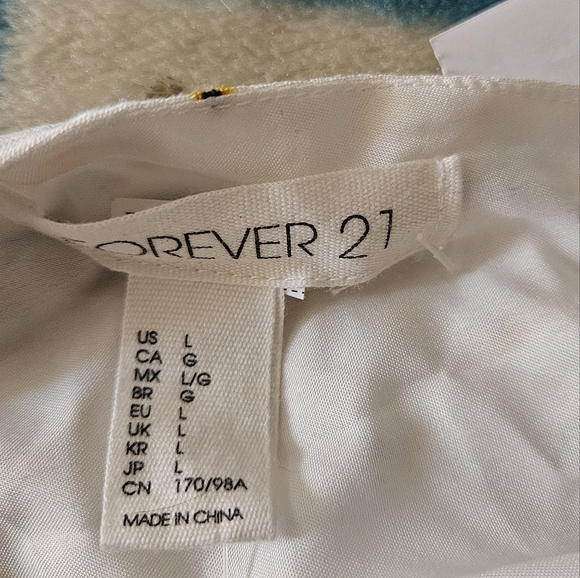 FOREVER 21
US L
CA G
MX L/G
BR G
EU L
UK L
KR L
JP L
CN 170/98A
MADE IN CHINA